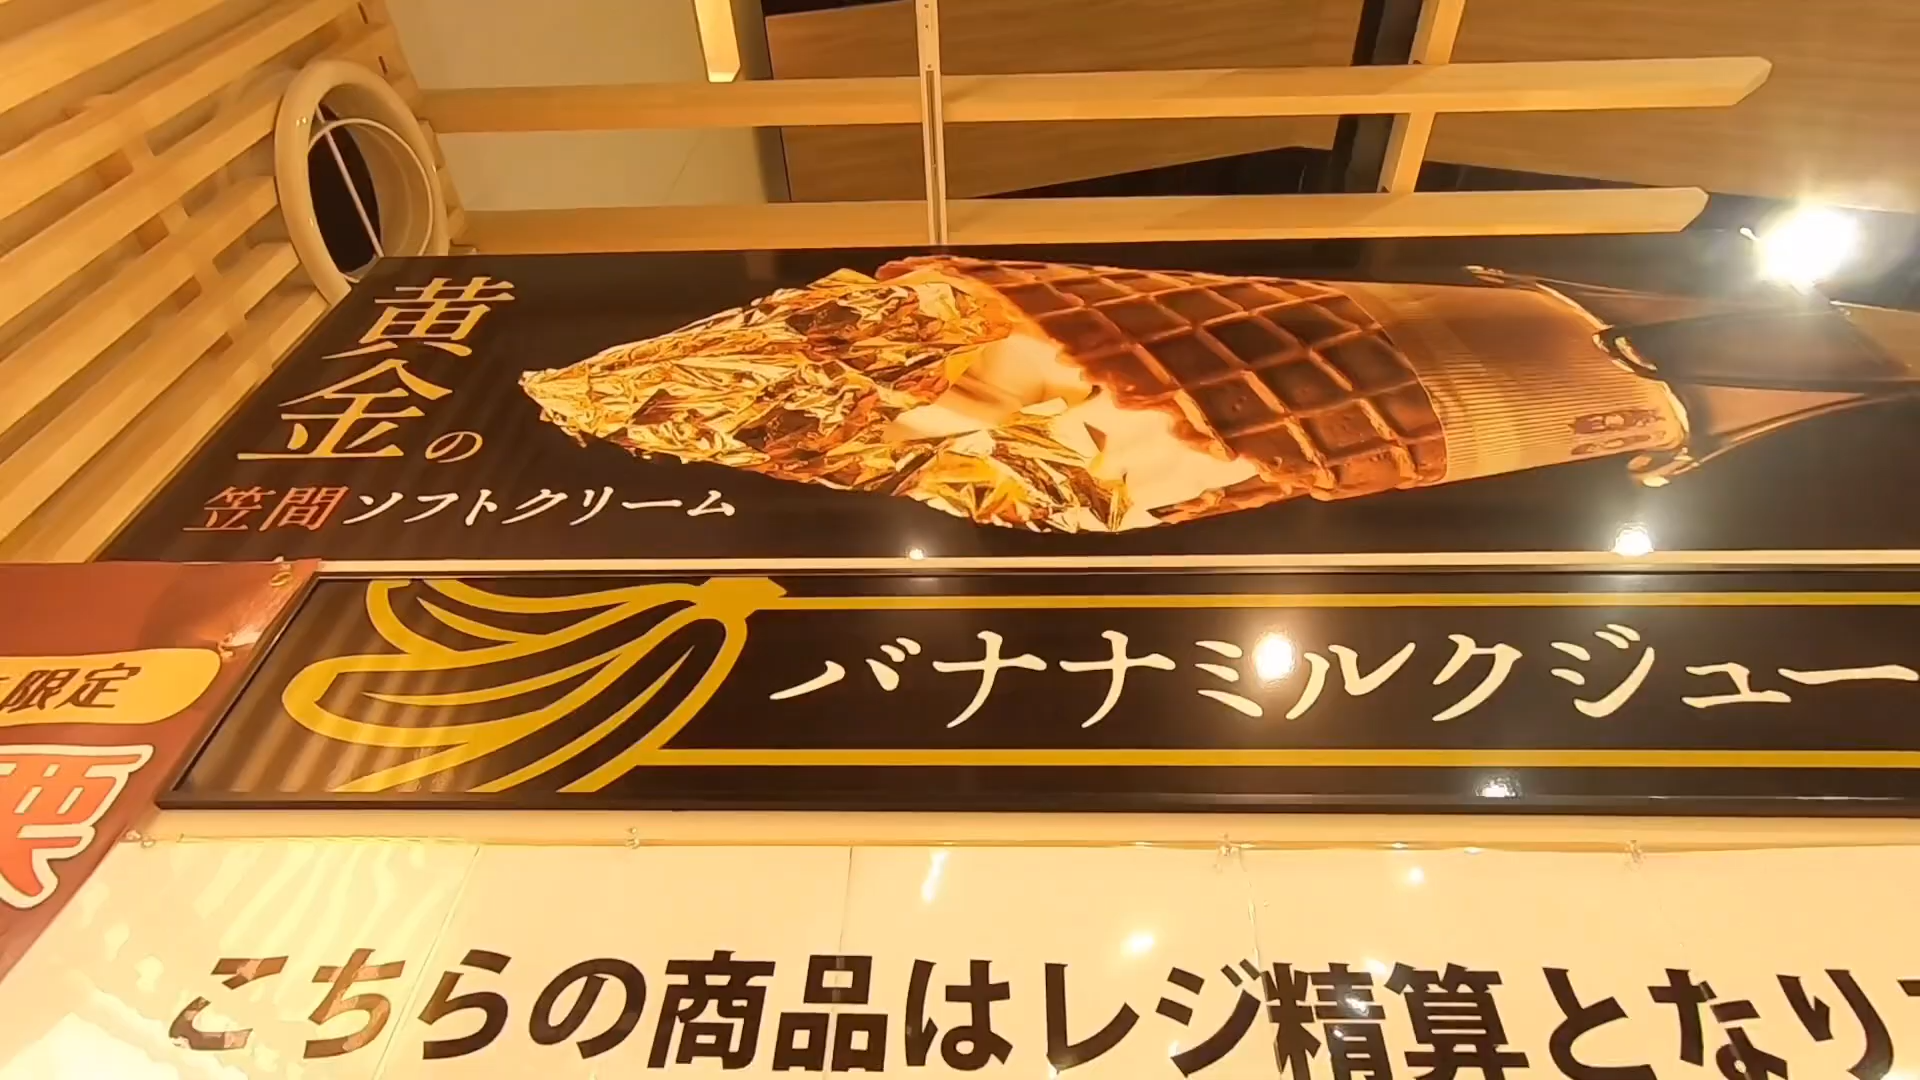 黄金の
笠間ソフトクリーム
限定
栗
バナナミルクジュー
こちらの商品はレジ精算となり